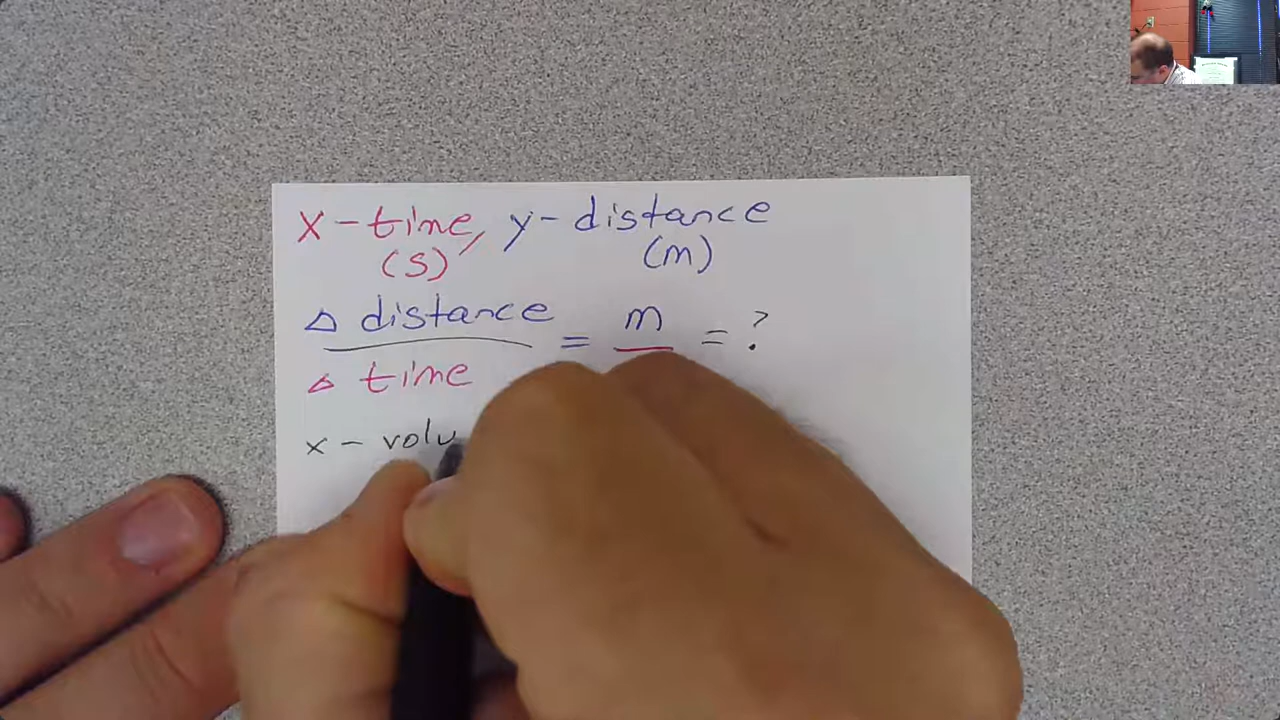 x - time, y - distance
(s) (m)
Δ distance / Δ time = m = ?
x - volu